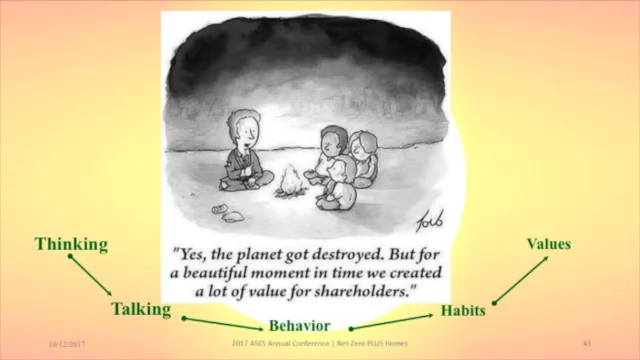 Toro
"Yes, the planet got destroyed. But for
a beautiful moment in time we created
a lot of value for shareholders."
Thinking
Talking
Behavior
Habits
Values
10/12/2017
2017 ASES Annual Conference | Net Zero PLUS Homes
43